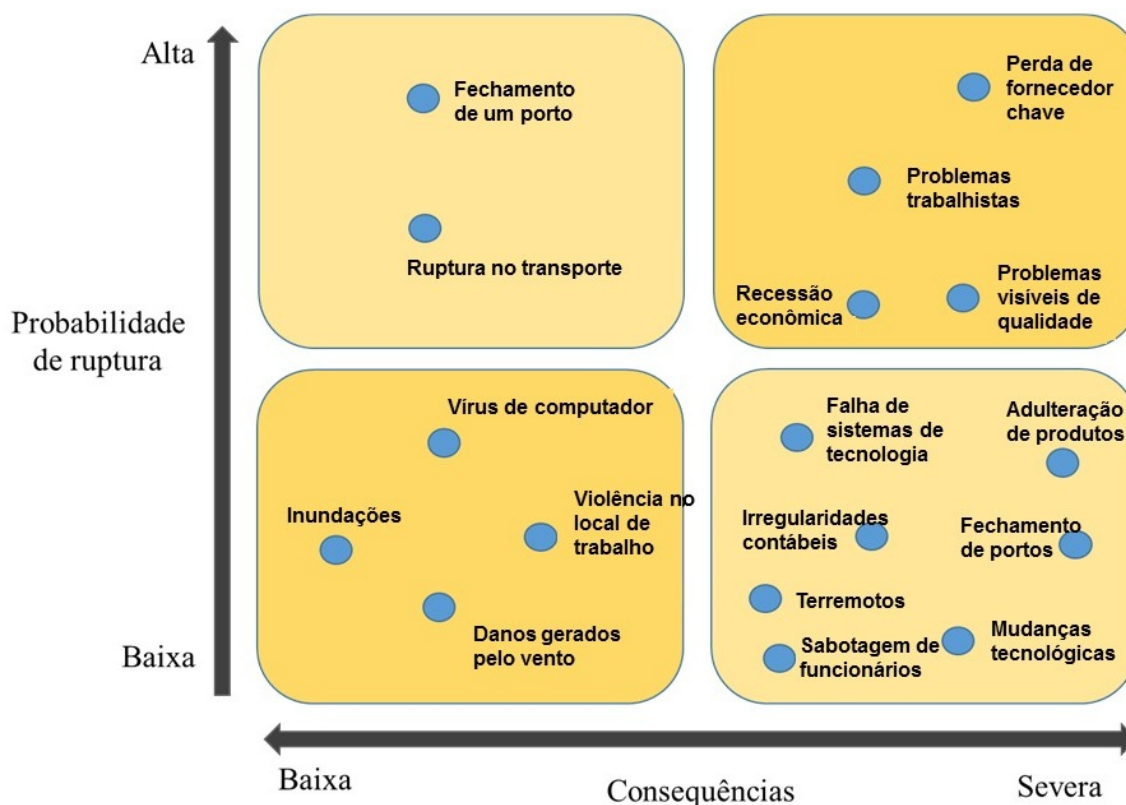 Alta
Probabilidade
de ruptura
Baixa
Fechamento
de um porto
Ruptura no transporte
Perda de
fornecedor
chave
Problemas
trabalhistas
Recessão
econômica
Problemas
visíveis de
qualidade
Vírus de computador
Inundações
Violência no
local de
trabalho
Danos gerados
pelo vento
Falha de
sistemas de
tecnologia
Adulteração
de produtos
Irregularidades
contábeis
Fechamento
de portos
Terremotos
Sabotagem de
funcionários
Mudanças
tecnológicas
Baixa
Consequências
Severa